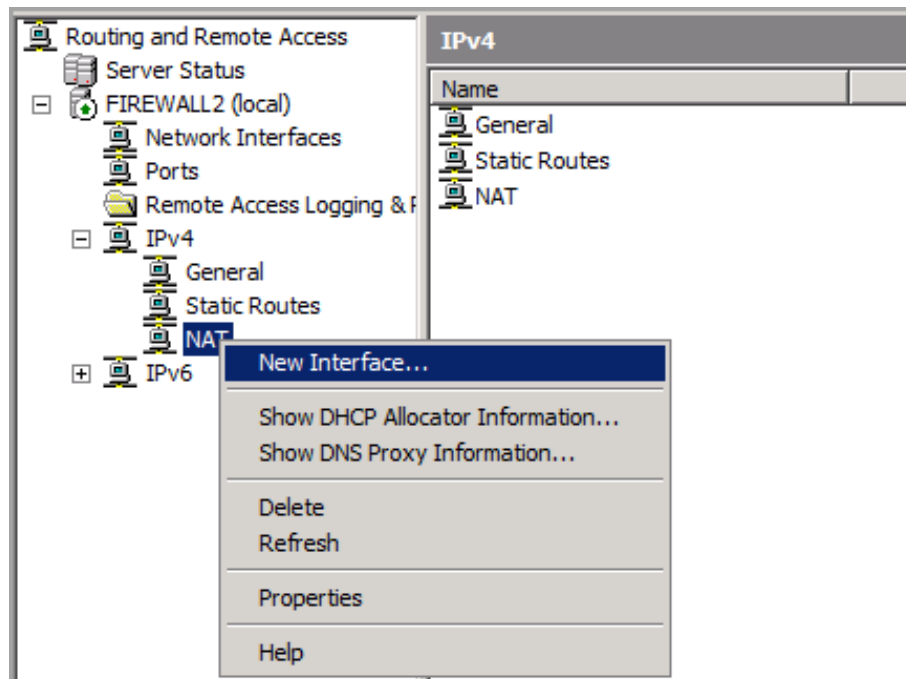 Routing and Remote Access
Server Status
FIREWALL2 (local)
Network Interfaces
Ports
Remote Access Logging &
IPv4
General
Static Routes
NAT
IPv6
IPv4
Name
General
Static Routes
NAT
New Interface...
Show DHCP Allocator Information...
Show DNS Proxy Information...
Delete
Refresh
Properties
Help